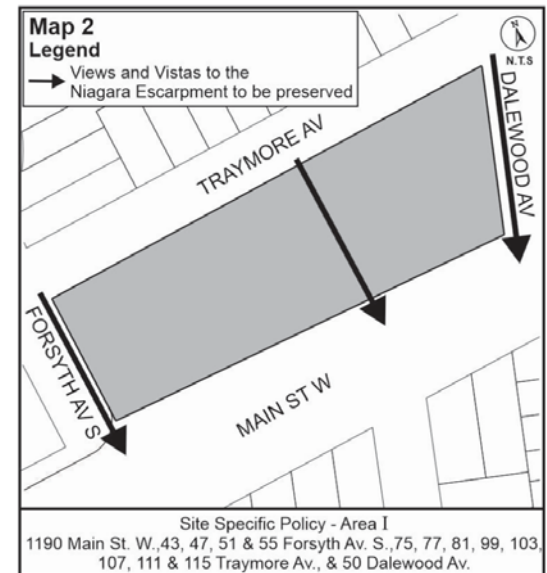 Map 2
Legend
Views and Vistas to the
Niagara Escarpment to be preserved
N
N.T.S
DALEWOOD AV
TRAYMORE AV
FORSYTH AV S
MAIN ST W
Site Specific Policy - Area I
1190 Main St. W.,43, 47, 51 & 55 Forsyth Av. S.,75, 77, 81, 99, 103,
107, 111 & 115 Traymore Av., & 50 Dalewood Av.